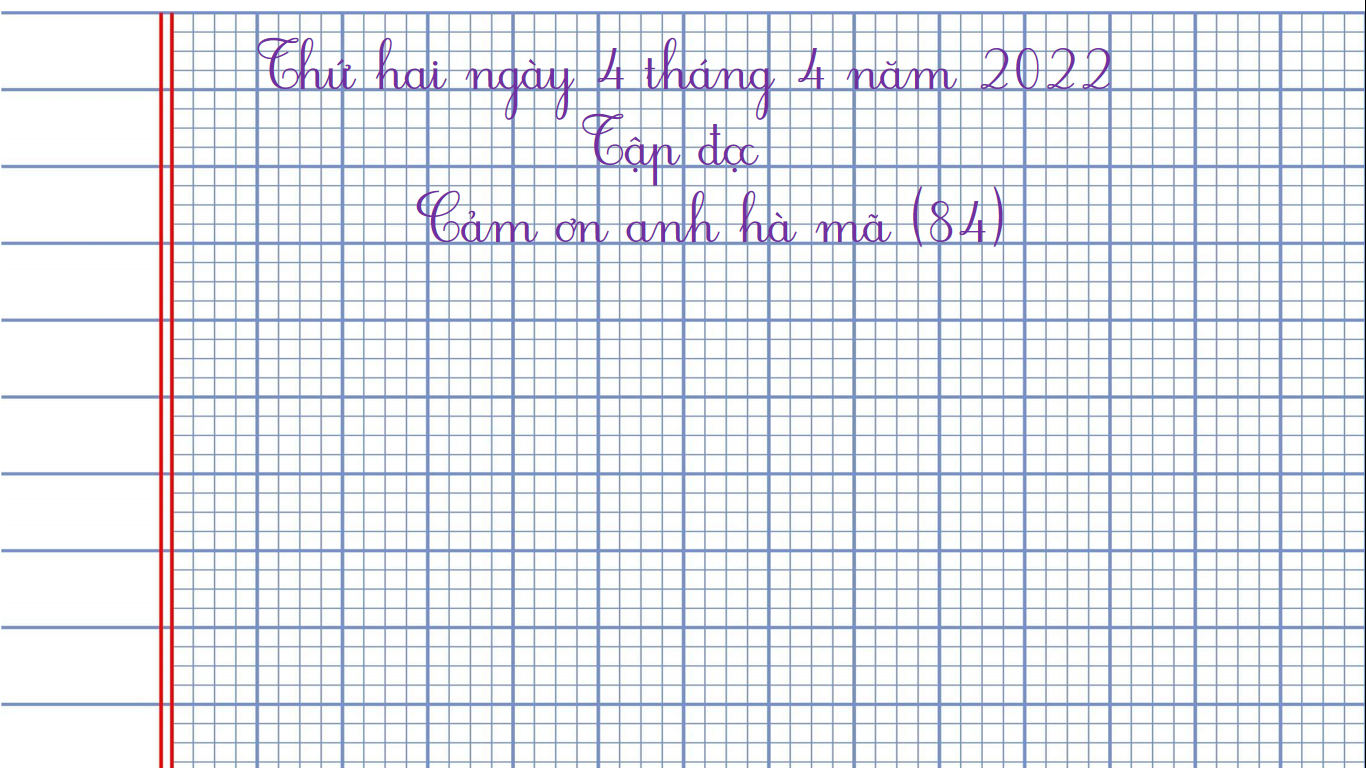 Thứ hai ngày 4 tháng 4 năm 2022
Tập đọc
Cảm ơn anh hà mã (84)